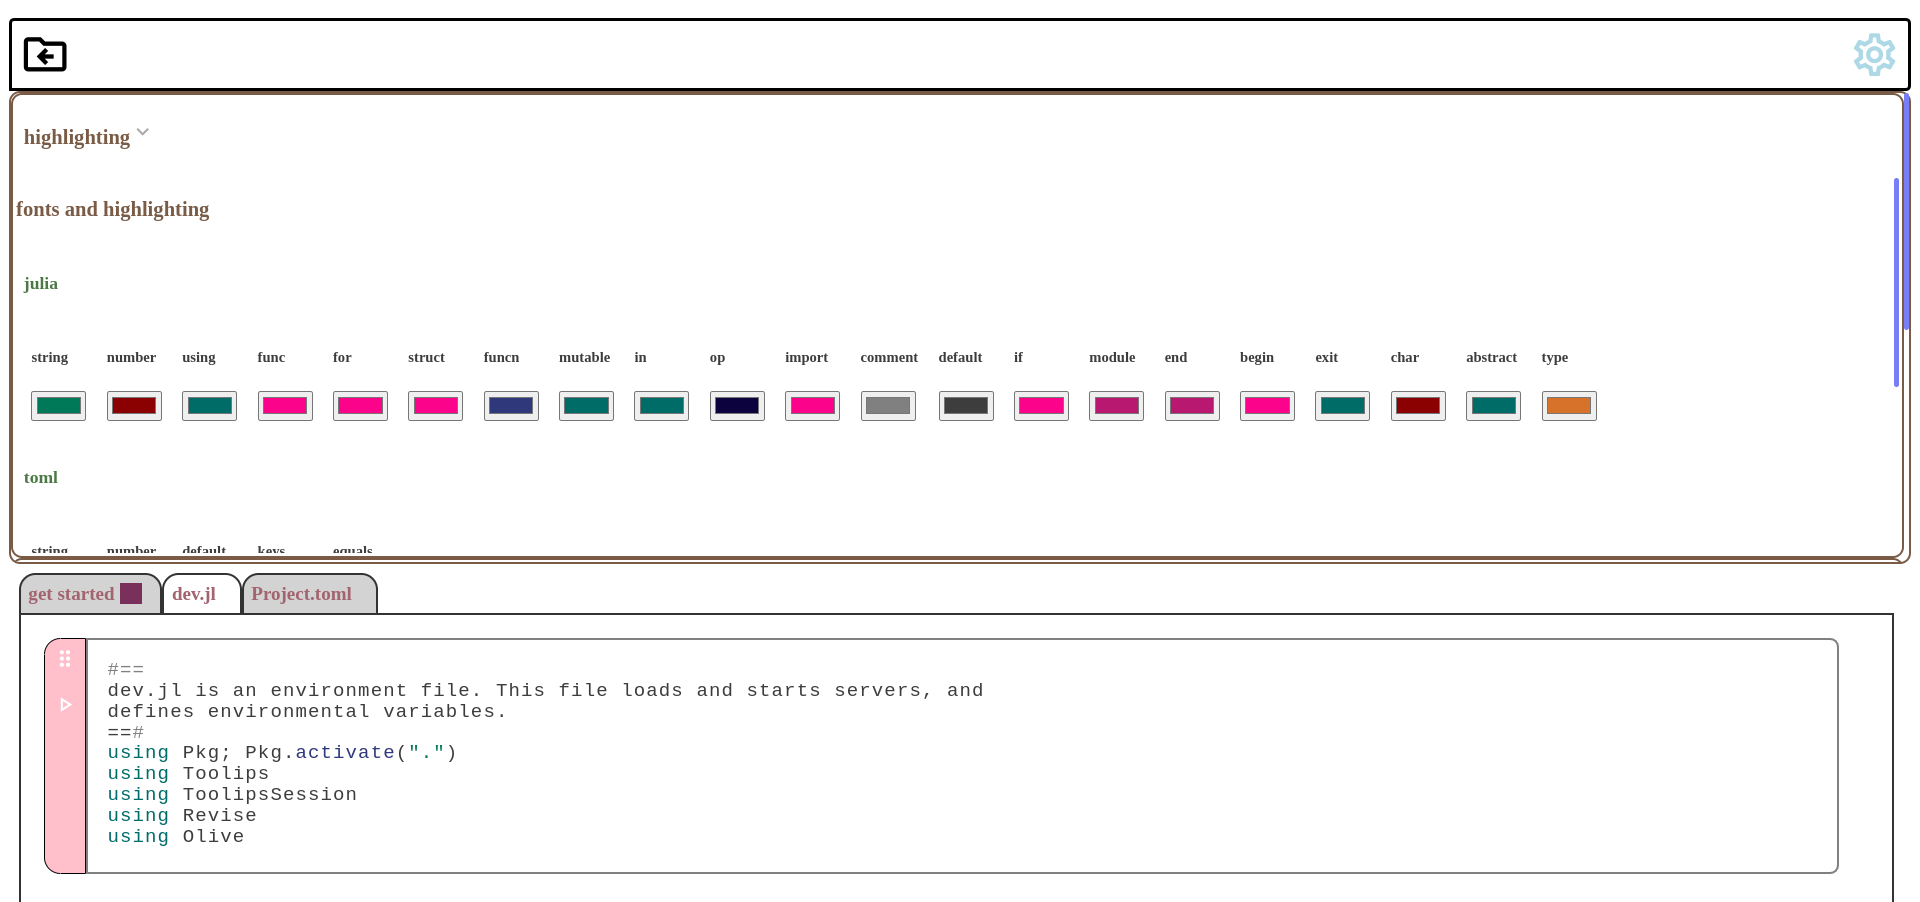 highlighting
fonts and highlighting
julia
string number using func for struct funcn mutable in op import comment default if module end begin exit char abstract type
toml
string number default keys equals
get started dev.jl Project.toml
#==
dev.jl is an environment file. This file loads and starts servers, and
defines environmental variables.
==#
using Pkg; Pkg.activate(".")
using Toolips
using ToolipsSession
using Revise
using Olive